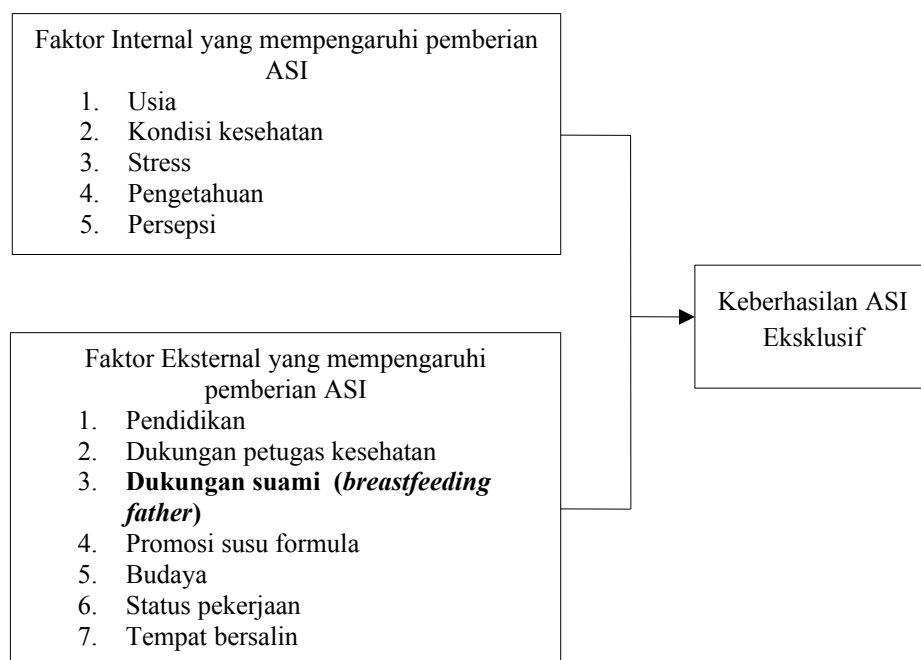 Faktor Internal yang mempengaruhi pemberian
ASI
1. Usia
2. Kondisi kesehatan
3. Stress
4. Pengetahuan
5. Persepsi
Keberhasilan ASI
Eksklusif
Faktor Eksternal yang mempengaruhi
pemberian ASI
1. Pendidikan
2. Dukungan petugas kesehatan
3. Dukungan suami (breastfeeding
father)
4. Promosi susu formula
5. Budaya
6. Status pekerjaan
7. Tempat bersalin